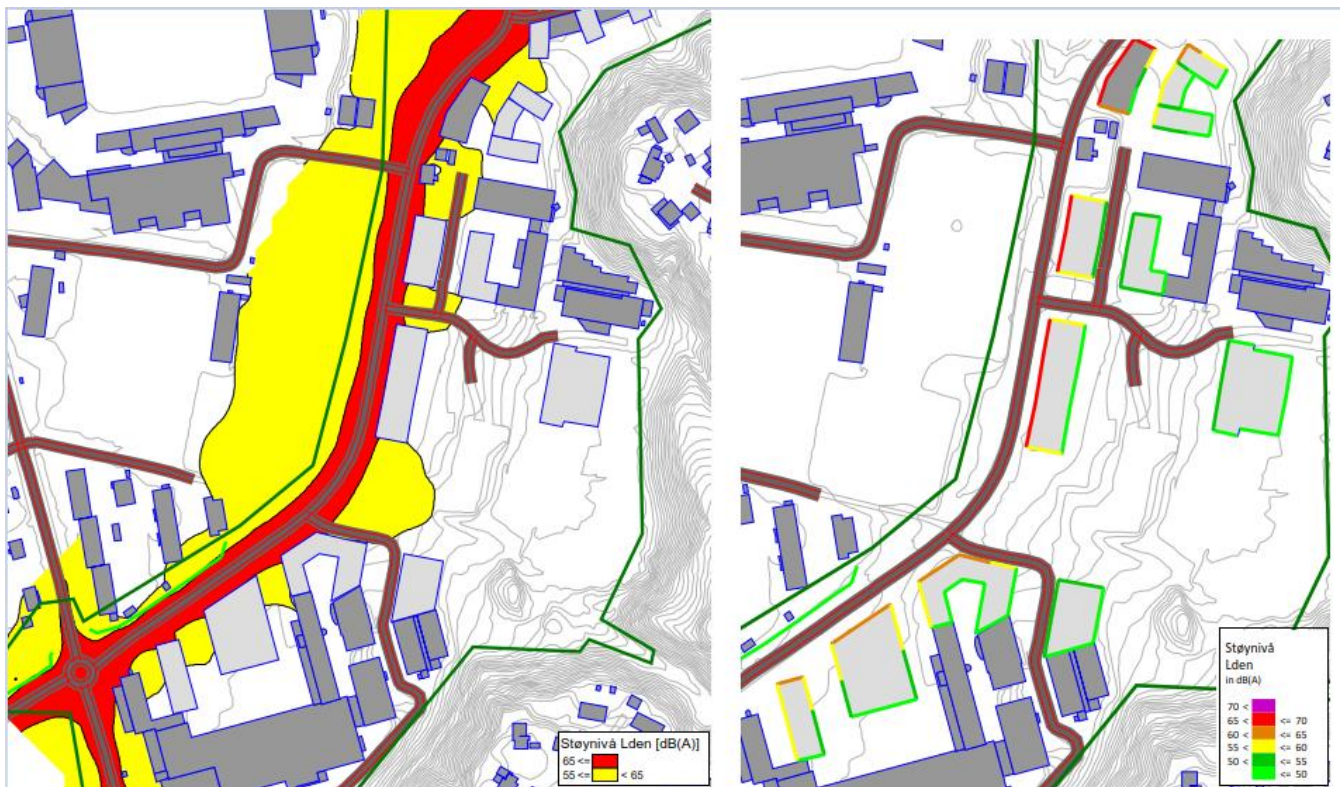 Støynivå Lden [dB(A)]
65 <=
55 <= < 65
Støynivå
Lden
in dB(A)
70 <
65 < <= 70
60 < <= 65
55 < <= 60
50 < <= 55
<= 50